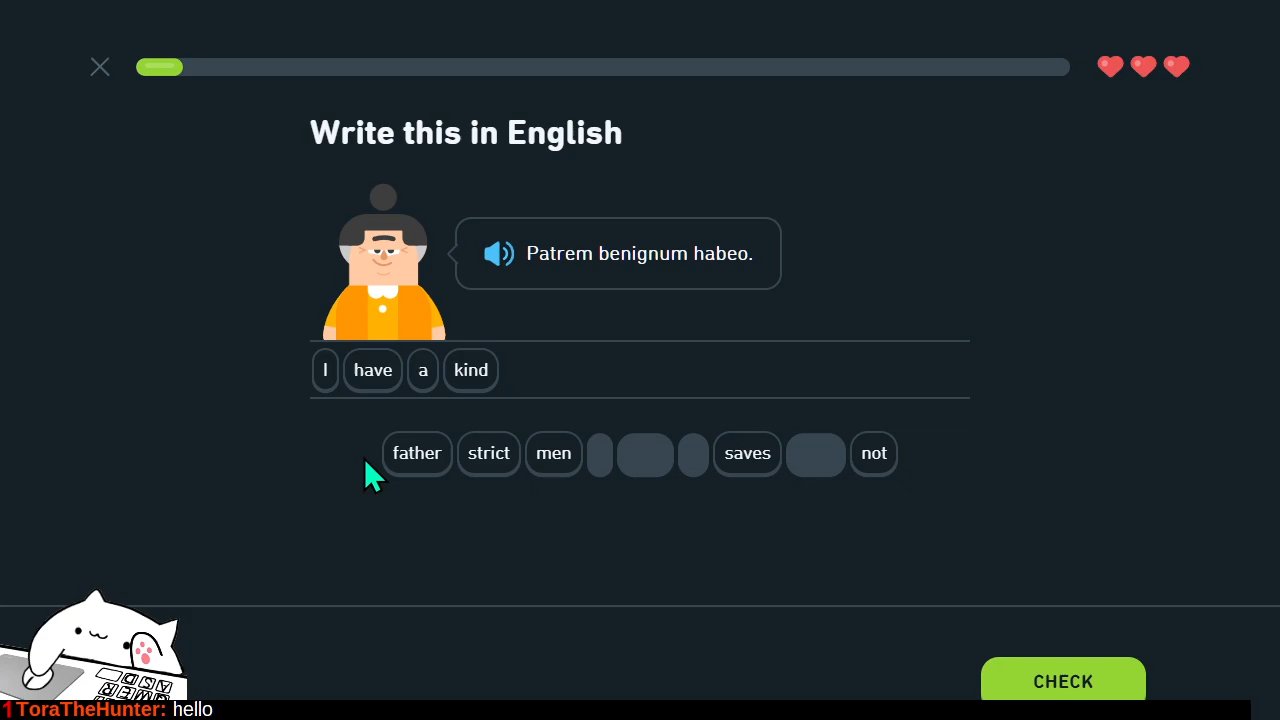 Write this in English
Patrem benignum habeo.
I have a kind
father strict men saves not
CHECK
1 ToraTheHunter: hello